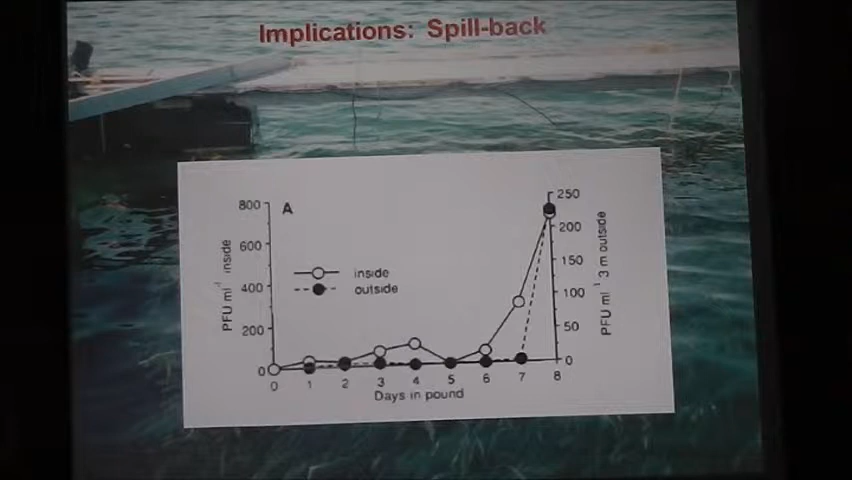 Implications: Spill-back
A
800
600
400
200
0
PFU ml⁻¹ inside
inside
outside
250
200
150
100
50
0
PFU ml⁻¹ 3 m outside
0 1 2 3 4 5 6 7 8
Days in pound